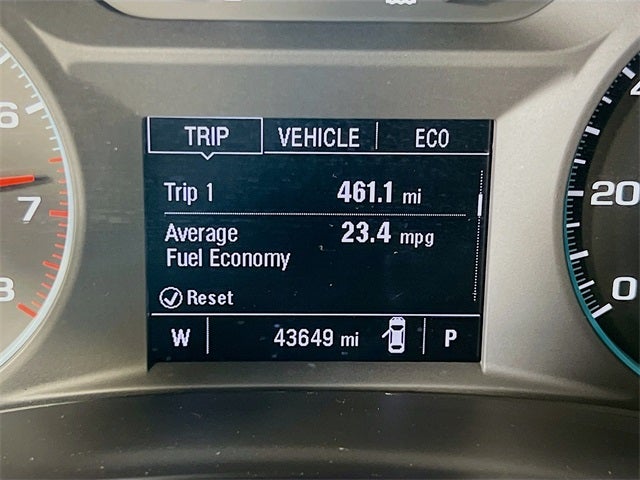 TRIP VEHICLE ECO
Trip 1 461.1 mi
Average 23.4 mpg
Fuel Economy
Reset
W 43649 mi P
6
7
8
4
20
0